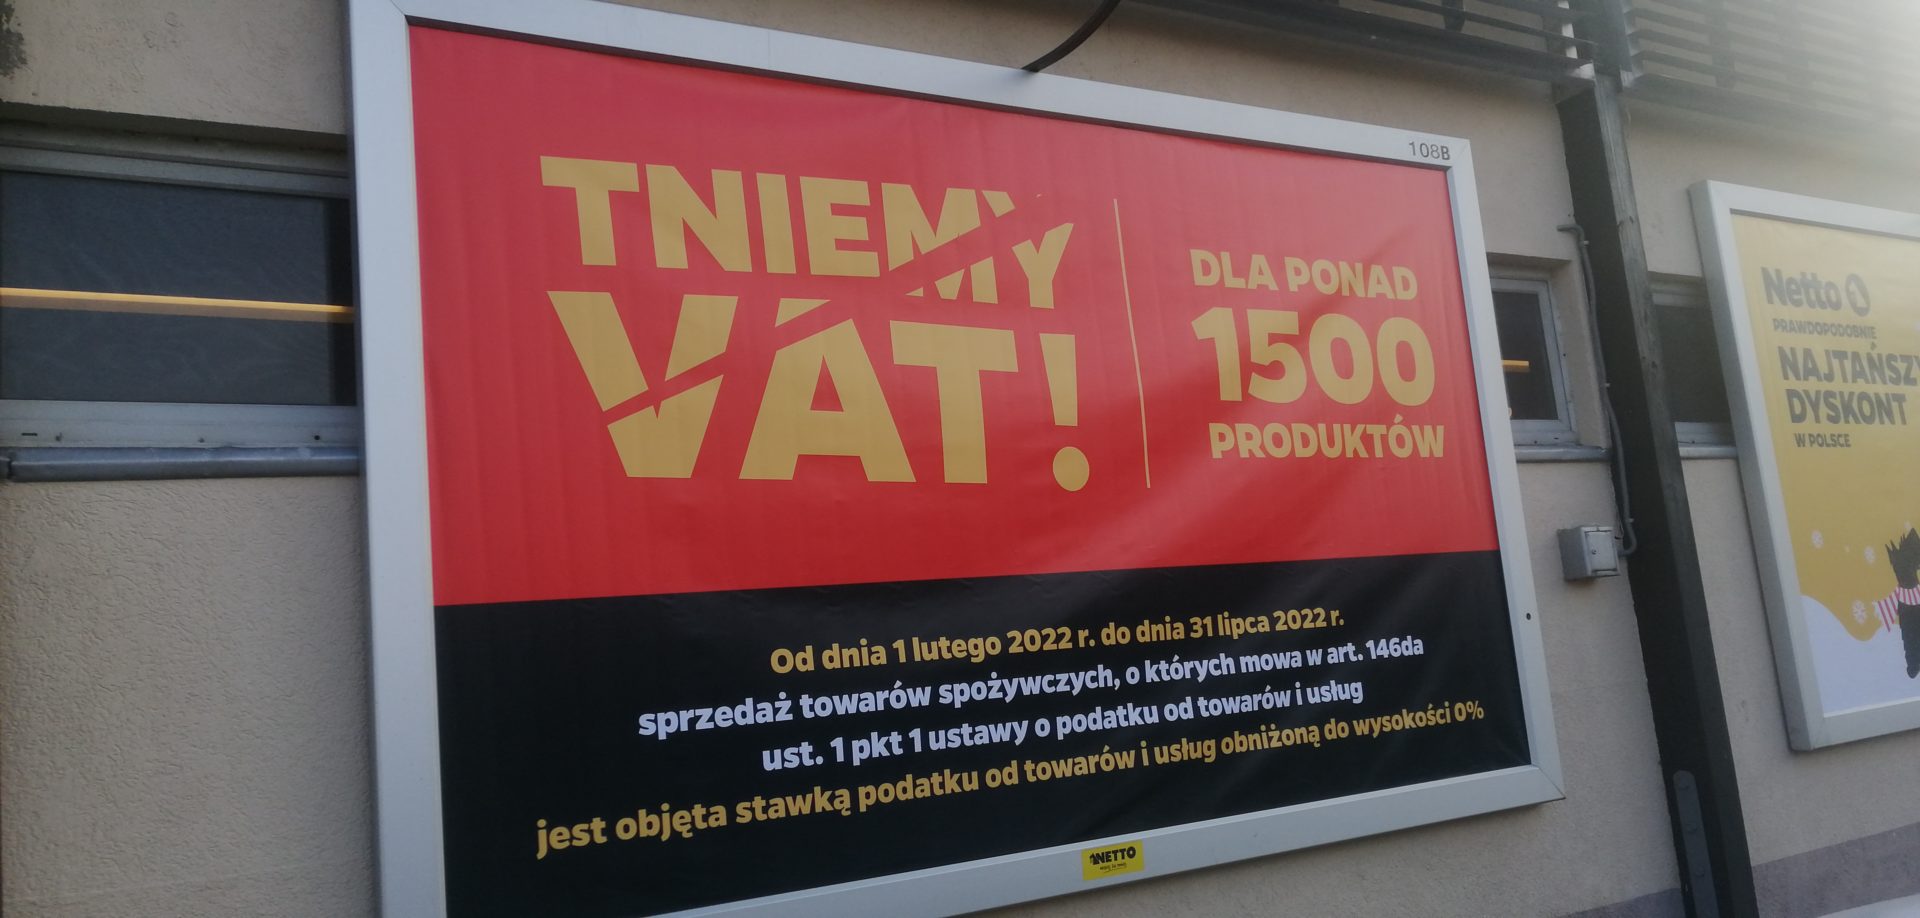 108B
TNIEMY
VAT!
DLA PONAD
1500
PRODUKTÓW
Od dnia 1 lutego 2022 r. do dnia 31 lipca 2022 r.
sprzedaż towarów spożywczych, o których mowa w art. 146da
ust. 1 pkt 1 ustawy o podatku od towarów i usług
jest objęta stawką podatku od towarów i usług obniżoną do wysokości 0%
NETTO
Netto
PRAWDOPODOBNIE
NAJTAŃSZY
DYSKONT
W POLSCE